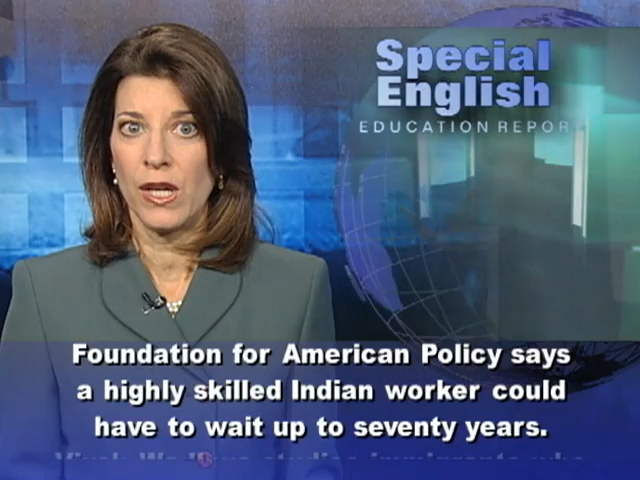 Special
English
EDUCATION REPORT
Foundation for American Policy says
a highly skilled Indian worker could
have to wait up to seventy years.